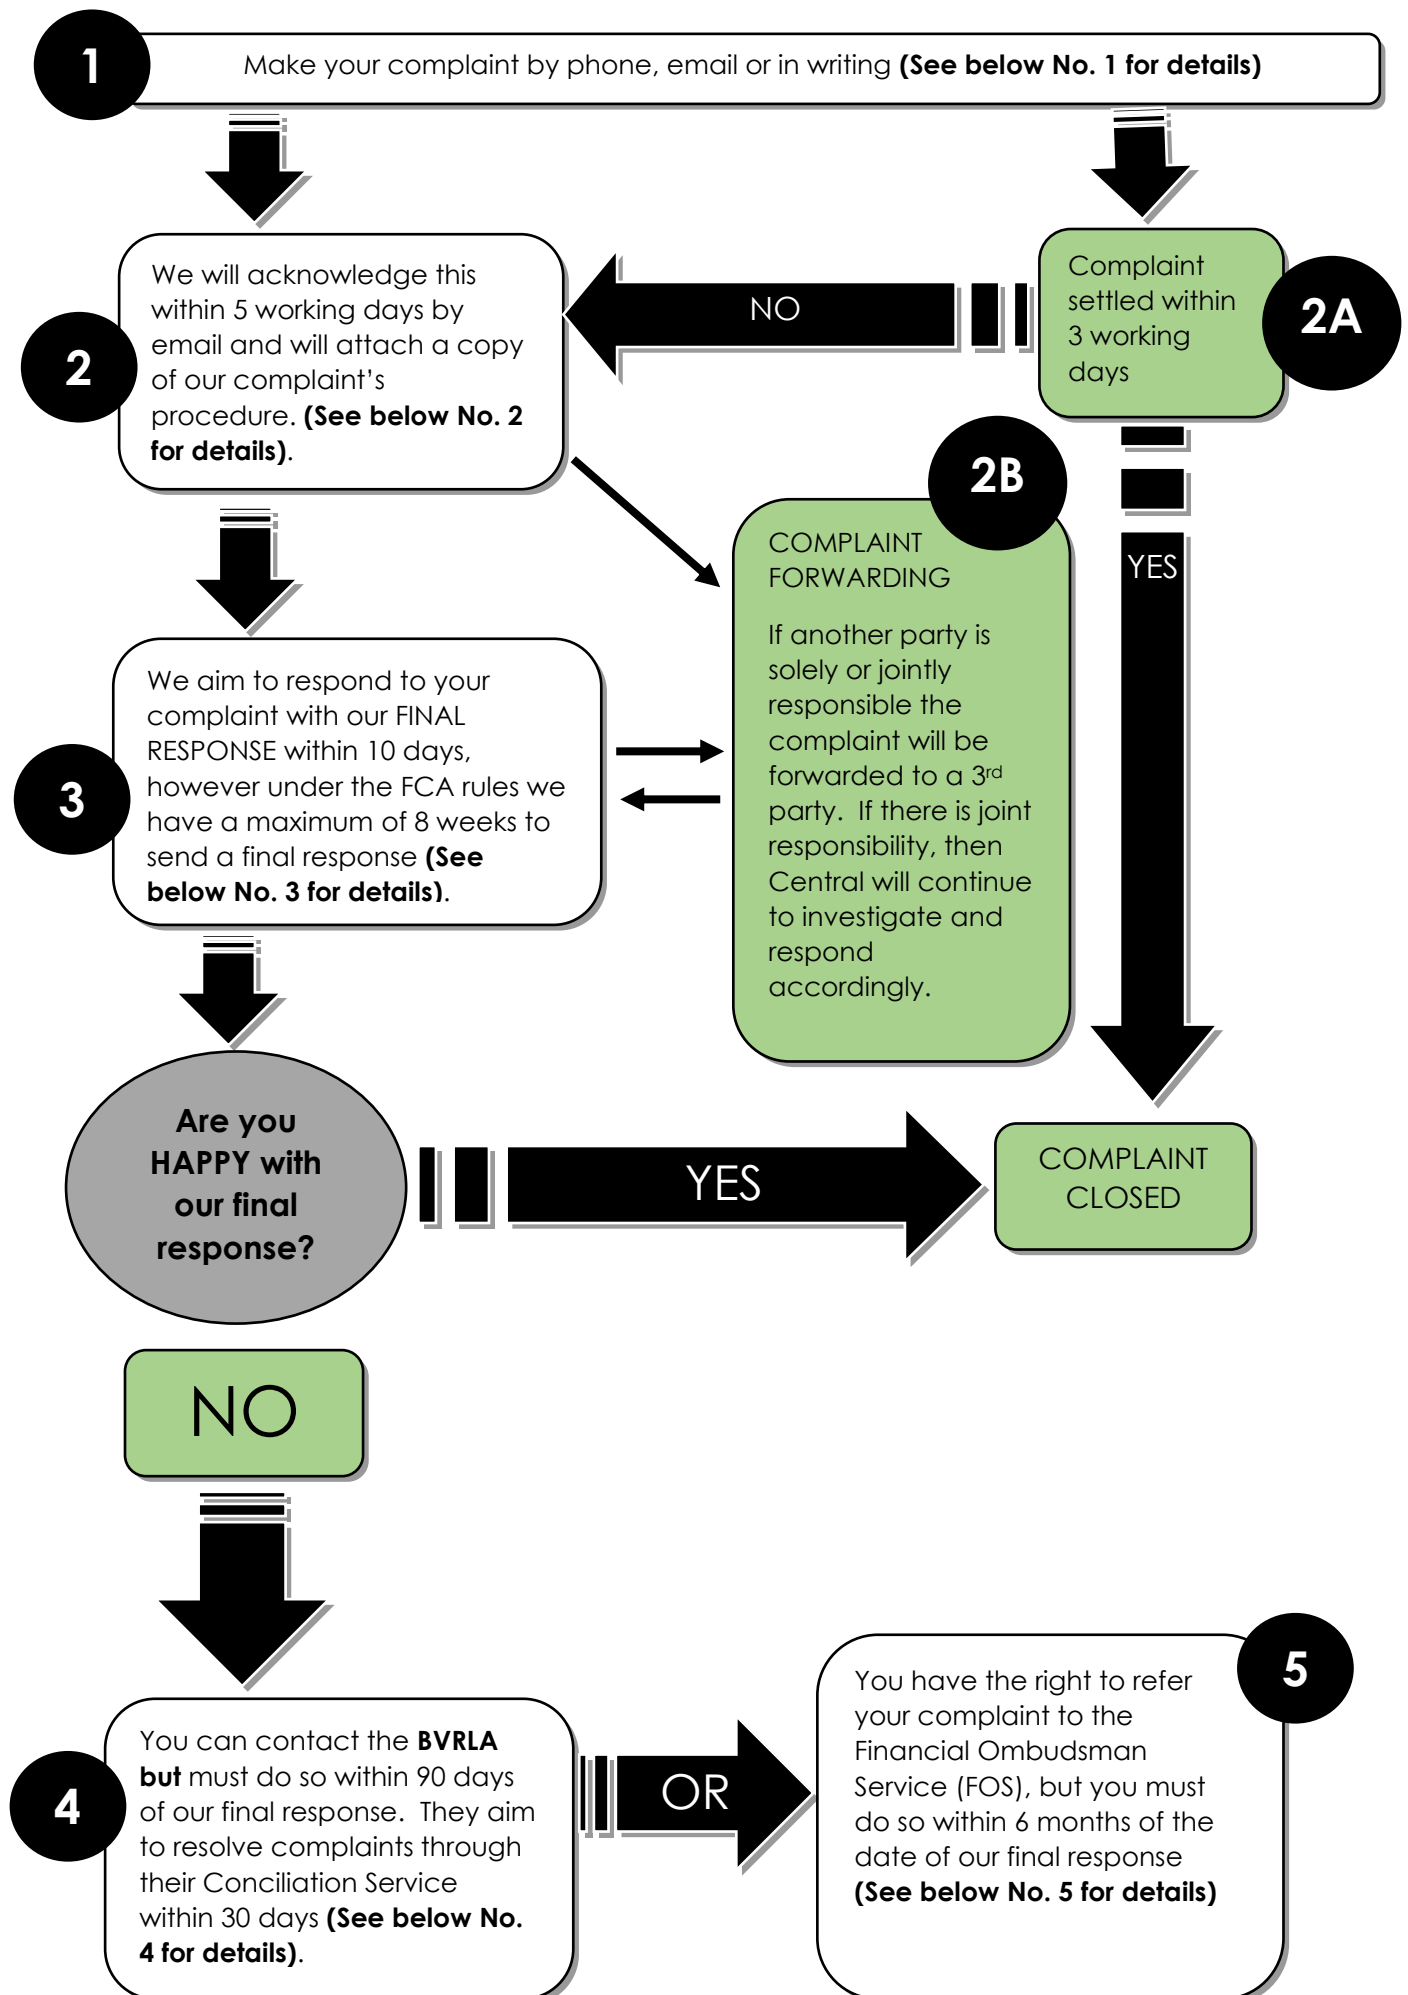 1
Make your complaint by phone, email or in writing (See below No. 1 for details)
2
We will acknowledge this
within 5 working days by
email and will attach a copy
of our complaint’s
procedure. (See below No. 2
for details).
NO
Complaint
settled within
3 working
days
2A
2B
COMPLAINT
FORWARDING
If another party is
solely or jointly
responsible the
complaint will be
forwarded to a 3rd
party. If there is joint
responsibility, then
Central will continue
to investigate and
respond
accordingly.
YES
3
We aim to respond to your
complaint with our FINAL
RESPONSE within 10 days,
however under the FCA rules we
have a maximum of 8 weeks to
send a final response (See
below No. 3 for details).
Are you
HAPPY with
our final
response?
YES
COMPLAINT
CLOSED
NO
4
You can contact the BVRLA
but must do so within 90 days
of our final response. They aim
to resolve complaints through
their Conciliation Service
within 30 days (See below No.
4 for details).
OR
5
You have the right to refer
your complaint to the
Financial Ombudsman
Service (FOS), but you must
do so within 6 months of the
date of our final response
(See below No. 5 for details)